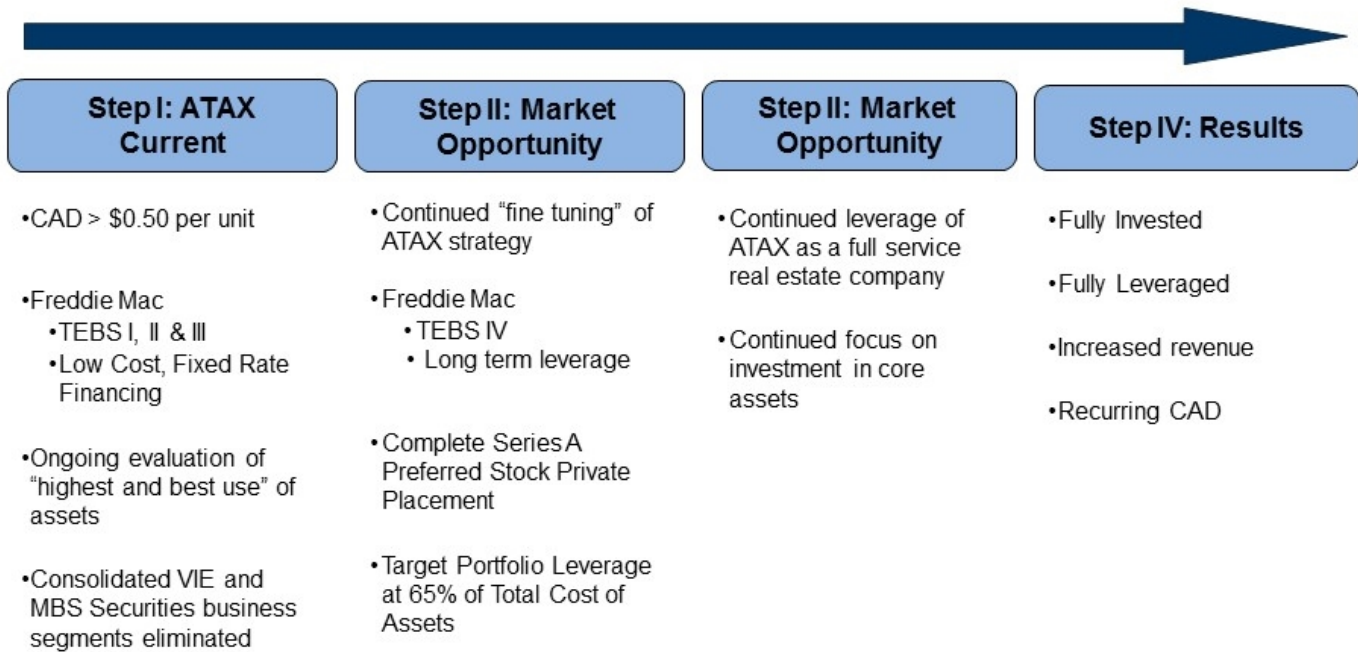 Step I: ATAX
Current
•CAD > $0.50 per unit
•Freddie Mac
•TEBS I, II & III
•Low Cost, Fixed Rate
Financing
•Ongoing evaluation of
“highest and best use” of
assets
•Consolidated VIE and
MBS Securities business
segments eliminated
Step II: Market
Opportunity
•Continued “fine tuning” of
ATAX strategy
•Freddie Mac
•TEBS IV
• Long term leverage
•Complete Series A
Preferred Stock Private
Placement
•Target Portfolio Leverage
at 65% of Total Cost of
Assets
Step II: Market
Opportunity
•Continued leverage of
ATAX as a full service
real estate company
•Continued focus on
investment in core
assets
Step IV: Results
•Fully Invested
•Fully Leveraged
•Increased revenue
•Recurring CAD